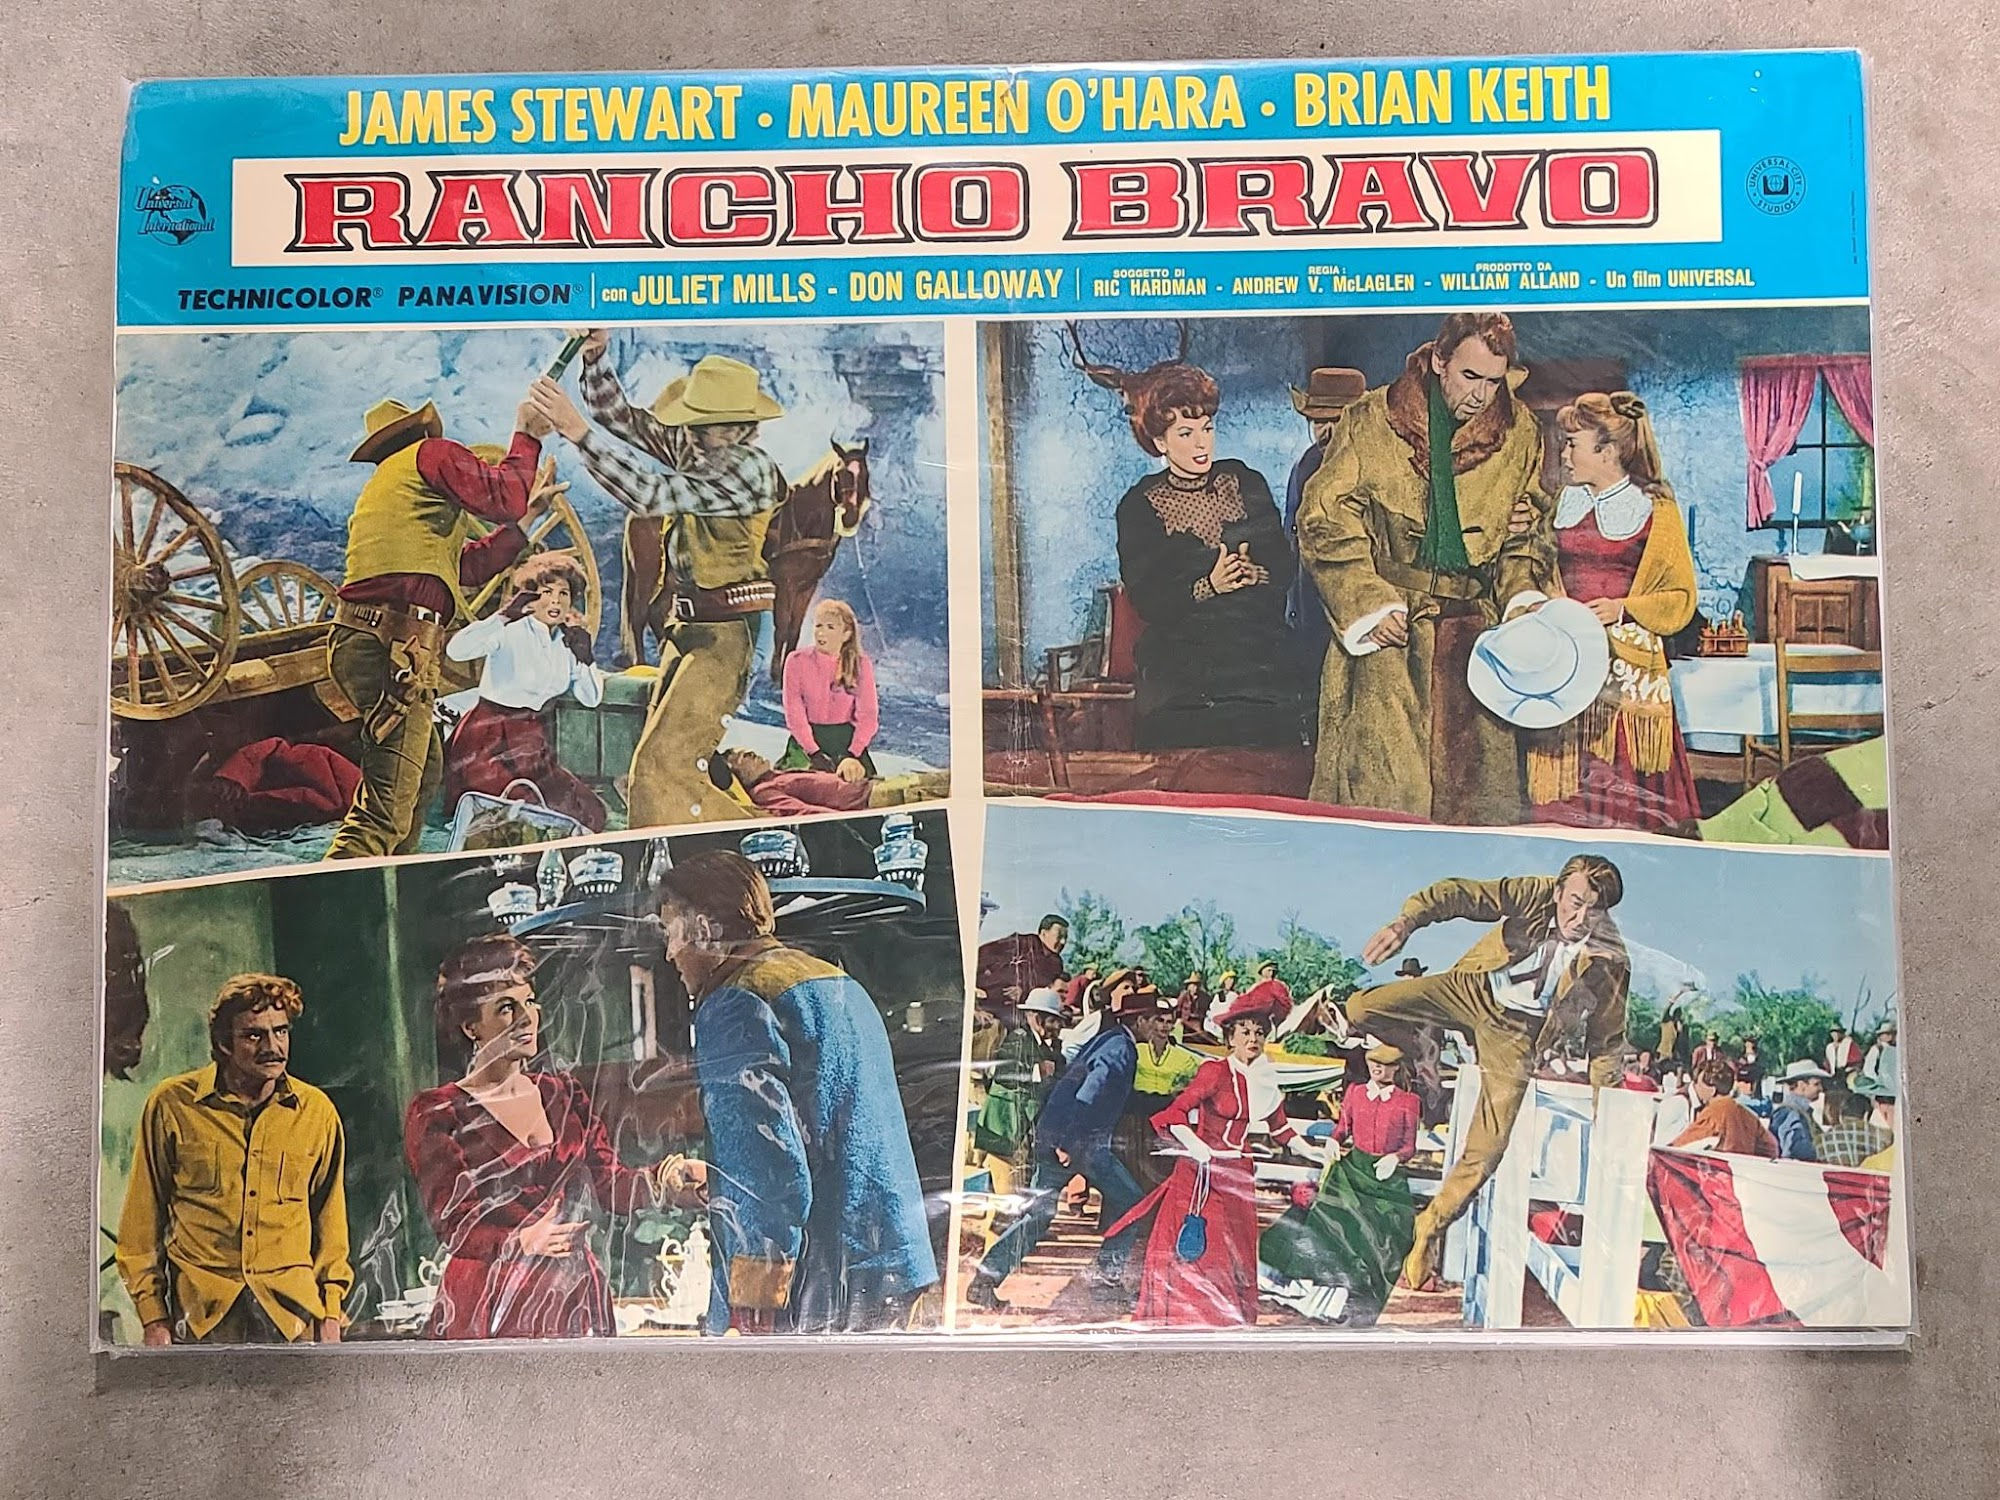 JAMES STEWART • MAUREEN O'HARA • BRIAN KEITH
Universal International
RANCHO BRAVO
UNIVERSAL CITY STUDIOS
TECHNICOLOR® PANAVISION® con JULIET MILLS - DON GALLOWAY SOGGETTO DI RIC HARDMAN - REGIA: ANDREW V. McLAGLEN - PRODOTTO DA WILLIAM ALLAND - Un film UNIVERSAL